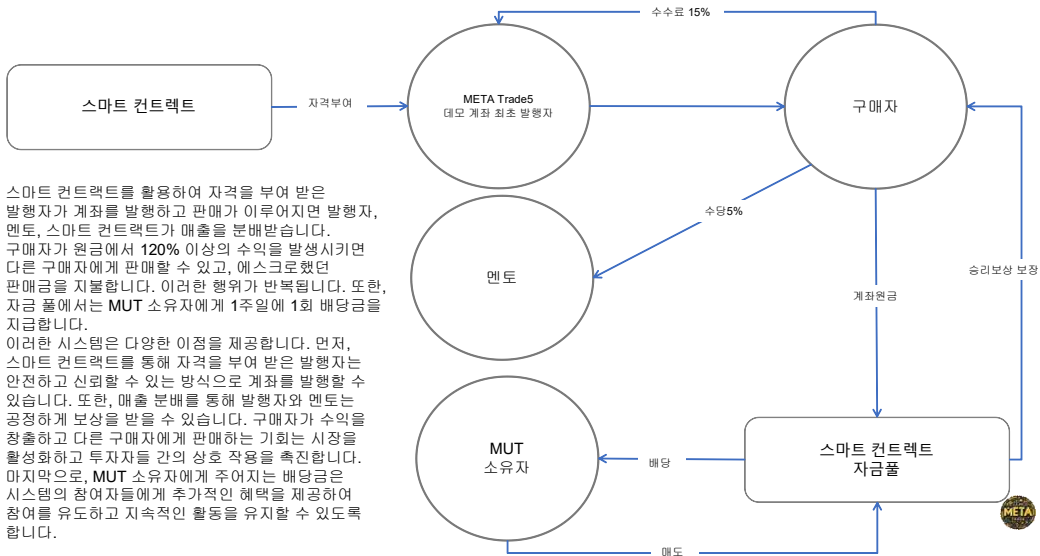 수수료 15%
스마트 컨트렉트
자격부여
META Trade5
데모 계좌 최초 발행자
구매자
스마트 컨트랙트를 활용하여 자격을 부여 받은
발행자가 계좌를 발행하고 판매가 이루어지면 발행자,
멘토, 스마트 컨트랙트가 매출을 분배받습니다.
구매자가 원금에서 120% 이상의 수익을 발생시키면
다른 구매자에게 판매할 수 있고, 에스크로했던
판매금을 지불합니다. 이러한 행위가 반복됩니다. 또한,
자금 풀에서는 MUT 소유자에게 1주일에 1회 배당금을
지급합니다.
이러한 시스템은 다양한 이점을 제공합니다. 먼저,
스마트 컨트랙트를 통해 자격을 부여 받은 발행자는
안전하고 신뢰할 수 있는 방식으로 계좌를 발행할 수
있습니다. 또한, 매출 분배를 통해 발행자와 멘토는
공정하게 보상을 받을 수 있습니다. 구매자가 수익을
창출하고 다른 구매자에게 판매하는 기회는 시장을
활성화하고 투자자들 간의 상호 작용을 촉진합니다.
마지막으로, MUT 소유자에게 주어지는 배당금은
시스템의 참여자들에게 추가적인 혜택을 제공하여
참여를 유도하고 지속적인 활동을 유지할 수 있도록
합니다.
수당5%
멘토
계좌원금
승리보상 보장
MUT
소유자
배당
스마트 컨트렉트
자금풀
매도
META